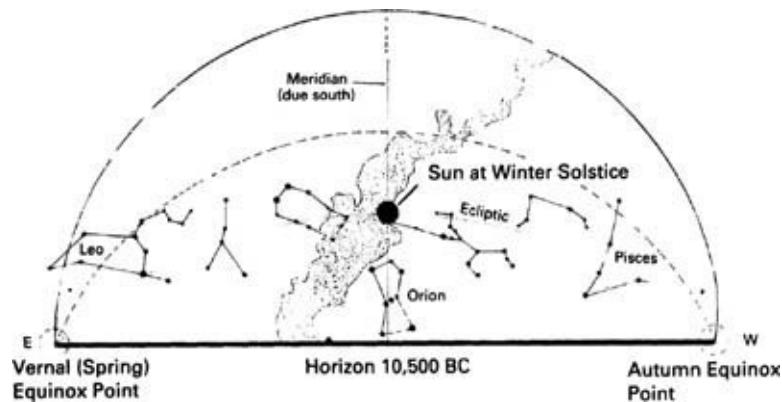 Meridian
(due south)
Sun at Winter Solstice
Ecliptic
Leo
Pisces
Orion
E
W
Vernal (Spring)
Equinox Point
Horizon 10,500 BC
Autumn Equinox
Point